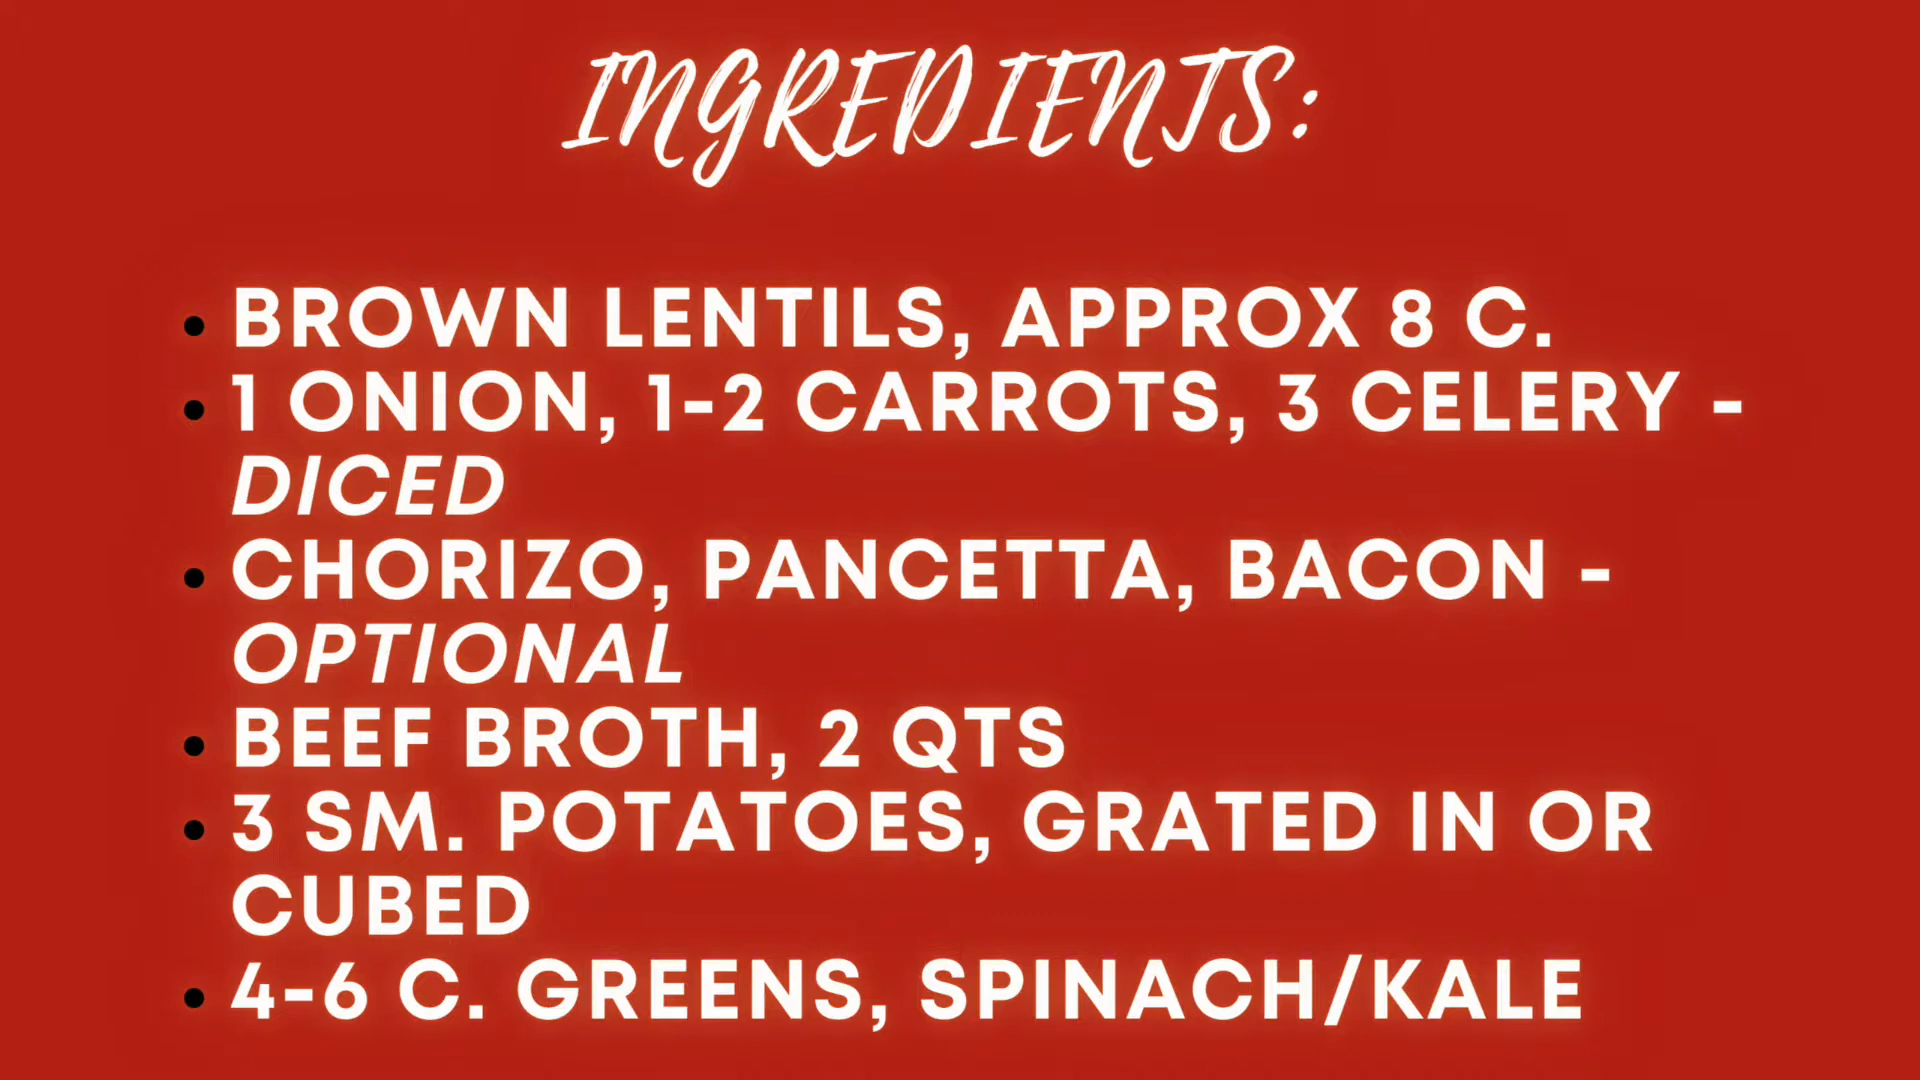 INGREDIENTS:
• BROWN LENTILS, APPROX 8 C.
• 1 ONION, 1-2 CARROTS, 3 CELERY -
DICED
• CHORIZO, PANCETTA, BACON -
OPTIONAL
• BEEF BROTH, 2 QTS
• 3 SM. POTATOES, GRATED IN OR
CUBED
• 4-6 C. GREENS, SPINACH/KALE